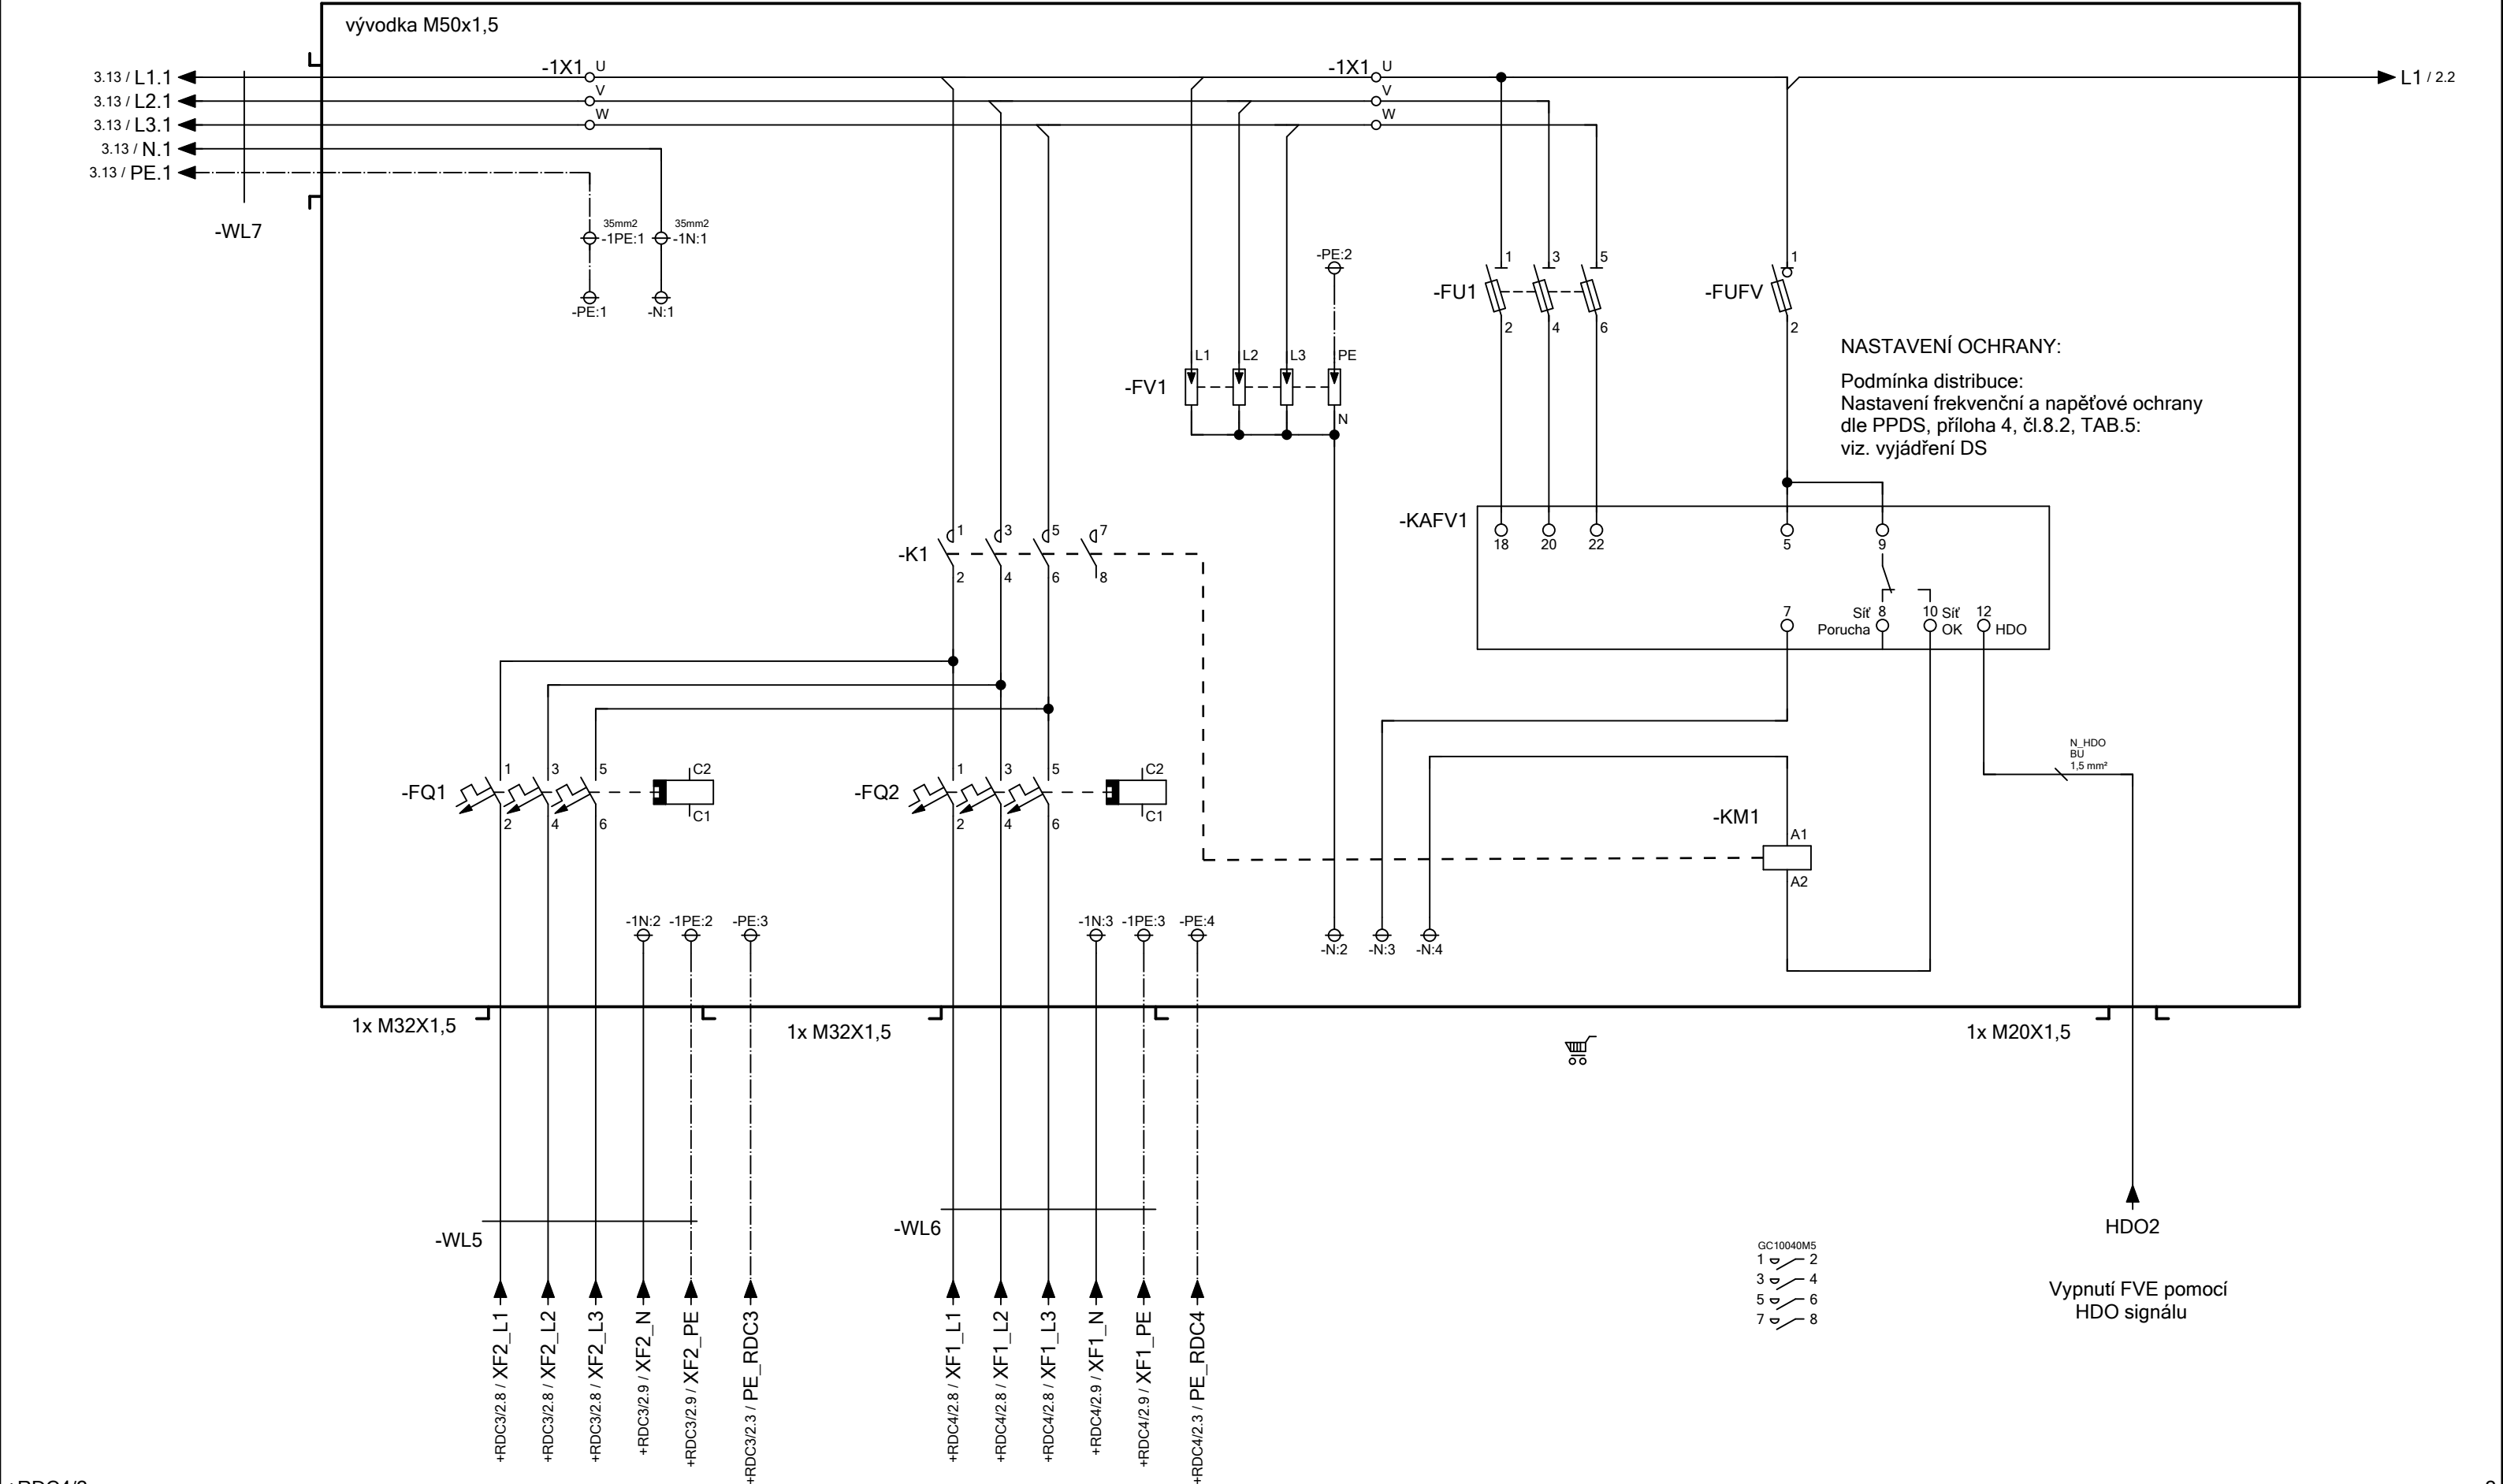 vývodka M50x1,5
3.13 / L1.1
3.13 / L2.1
3.13 / L3.1
3.13 / N.1
3.13 / PE.1
-WL7
-1X1 U
V
W
-1X1 U
V
W
L1 / 2.2
35mm2
-1PE:1
35mm2
-1N:1
-PE:1
-N:1
-PE:2
-FV1
L1
L2
L3
PE
N
-FU1
1
3
5
2
4
6
-FUFV
1
2
NASTAVENÍ OCHRANY:
Podmínka distribuce:
Nastavení frekvenční a napěťové ochrany
dle PPDS, příloha 4, čl.8.2, TAB.5:
viz. vyjádření DS
-KAFV1
18
20
22
5
9
7
Síť 8
Porucha
10 Síť
OK
12
HDO
-K1
1
3
5
7
2
4
6
8
-FQ1
1
3
5
C2
2
4
6
C1
-FQ2
1
3
5
C2
2
4
6
C1
N_HDO
BU
1,5 mm²
-KM1
A1
A2
-1N:2
-1PE:2
-PE:3
-1N:3
-1PE:3
-PE:4
-N:2
-N:3
-N:4
1x M32X1,5
1x M32X1,5
1x M20X1,5
-WL5
-WL6
HDO2
Vypnutí FVE pomocí
HDO signálu
GC10040M5
1 2
3 4
5 6
7 8
+RDC3/2.8 / XF2_L1
+RDC3/2.8 / XF2_L2
+RDC3/2.8 / XF2_L3
+RDC3/2.9 / XF2_N
+RDC3/2.9 / XF2_PE
+RDC3/2.3 / PE_RDC3
+RDC4/2.8 / XF1_L1
+RDC4/2.8 / XF1_L2
+RDC4/2.8 / XF1_L3
+RDC4/2.9 / XF1_N
+RDC4/2.9 / XF1_PE
+RDC4/2.3 / PE_RDC4